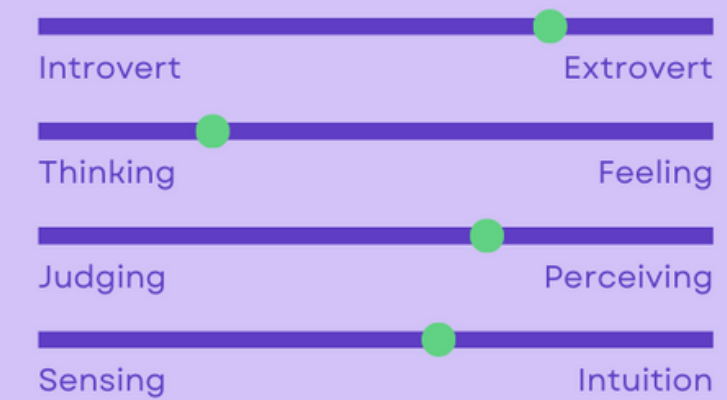 Introvert Extrovert
Thinking Feeling
Judging Perceiving
Sensing Intuition